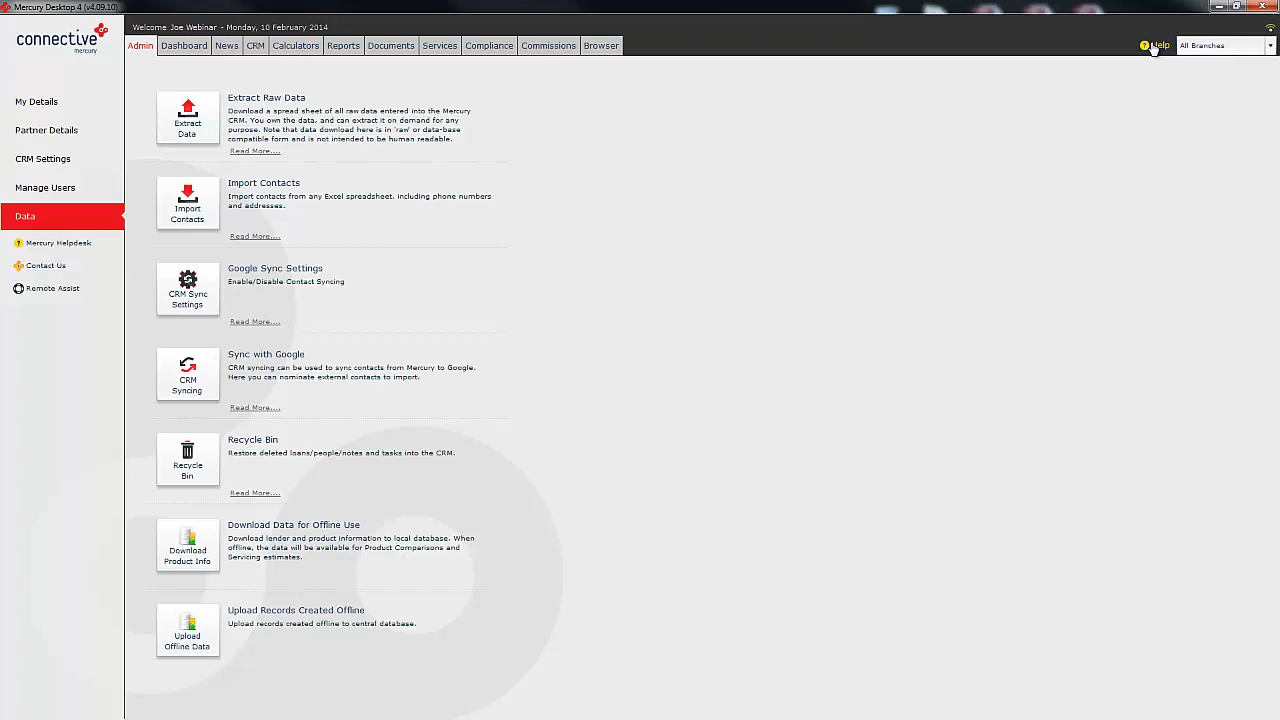 Mercury Desktop 4 (v4.09.10)
connective
mercury
Welcome Joe Webinar - Monday, 10 February 2014
Admin Dashboard News CRM Calculators Reports Documents Services Compliance Commissions Browser
? Help
All Branches
My Details
Partner Details
CRM Settings
Manage Users
Data
? Mercury Helpdesk
Contact Us
Remote Assist
Extract
Data
Extract Raw Data
Download a spread sheet of all raw data entered into the Mercury
CRM. You own the data, and can extract it on demand for any
purpose. Note that data download here is in 'raw' or data-base
compatible form and is not intended to be human readable.
Read More....
Import
Contacts
Import Contacts
Import contacts from any Excel spreadsheet, including phone numbers
and addresses.
Read More....
CRM Sync
Settings
Google Sync Settings
Enable/Disable Contact Syncing
Read More....
CRM
Syncing
Sync with Google
CRM syncing can be used to sync contacts from Mercury to Google.
Here you can nominate external contacts to import.
Read More....
Recycle
Bin
Recycle Bin
Restore deleted loans/people/notes and tasks into the CRM.
Read More....
Download
Product Info
Download Data for Offline Use
Download lender and product information to local database. When
offline, the data will be available for Product Comparisons and
Servicing estimates.
Upload
Offline Data
Upload Records Created Offline
Upload records created offline to central database.